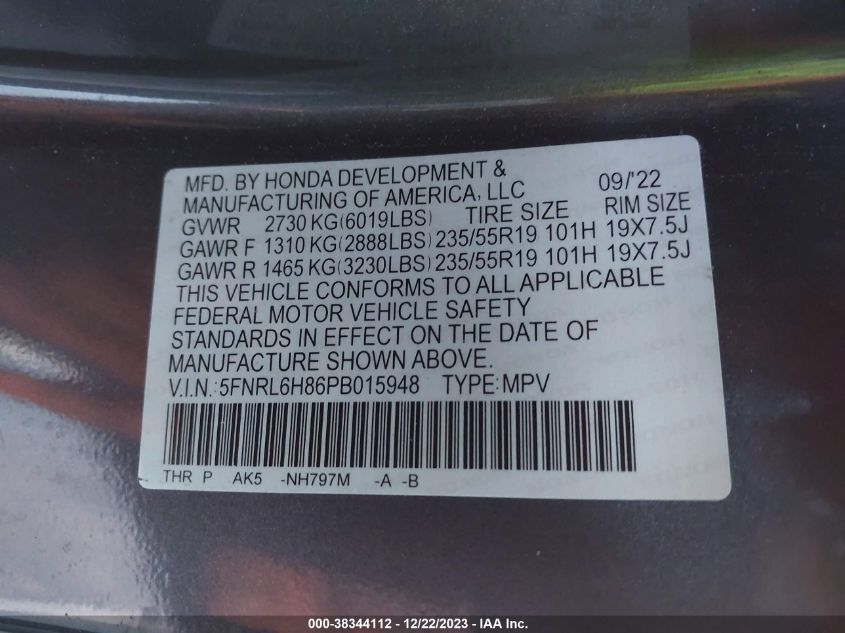 MFD. BY HONDA DEVELOPMENT &
MANUFACTURING OF AMERICA, LLC 09/'22
GVWR 2730 KG(6019LBS) TIRE SIZE RIM SIZE
GAWR F 1310 KG(2888LBS) 235/55R19 101H 19X7.5J
GAWR R 1465 KG(3230LBS) 235/55R19 101H 19X7.5J
THIS VEHICLE CONFORMS TO ALL APPLICABLE
FEDERAL MOTOR VEHICLE SAFETY
STANDARDS IN EFFECT ON THE DATE OF
MANUFACTURE SHOWN ABOVE.
V.I.N.:5FNRL6H86PB015948 TYPE:MPV
THR P AK5 -NH797M -A -B
000-38344112 - 12/22/2023 - IAA Inc.